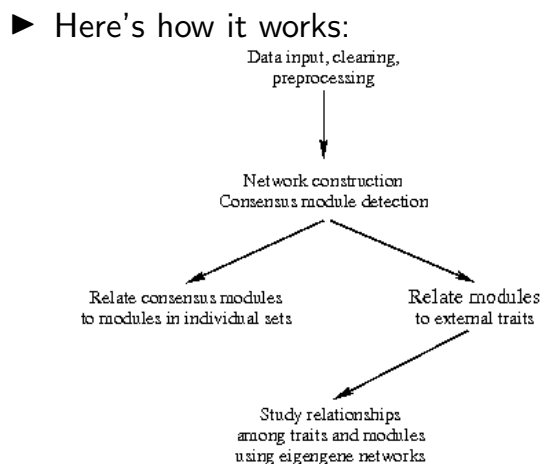 ▶ Here's how it works:
Data input, cleaning,
preprocessing
Network construction
Consensus module detection
Relate consensus modules
to modules in individual sets
Relate modules
to external traits
Study relationships
among traits and modules
using eigengene networks